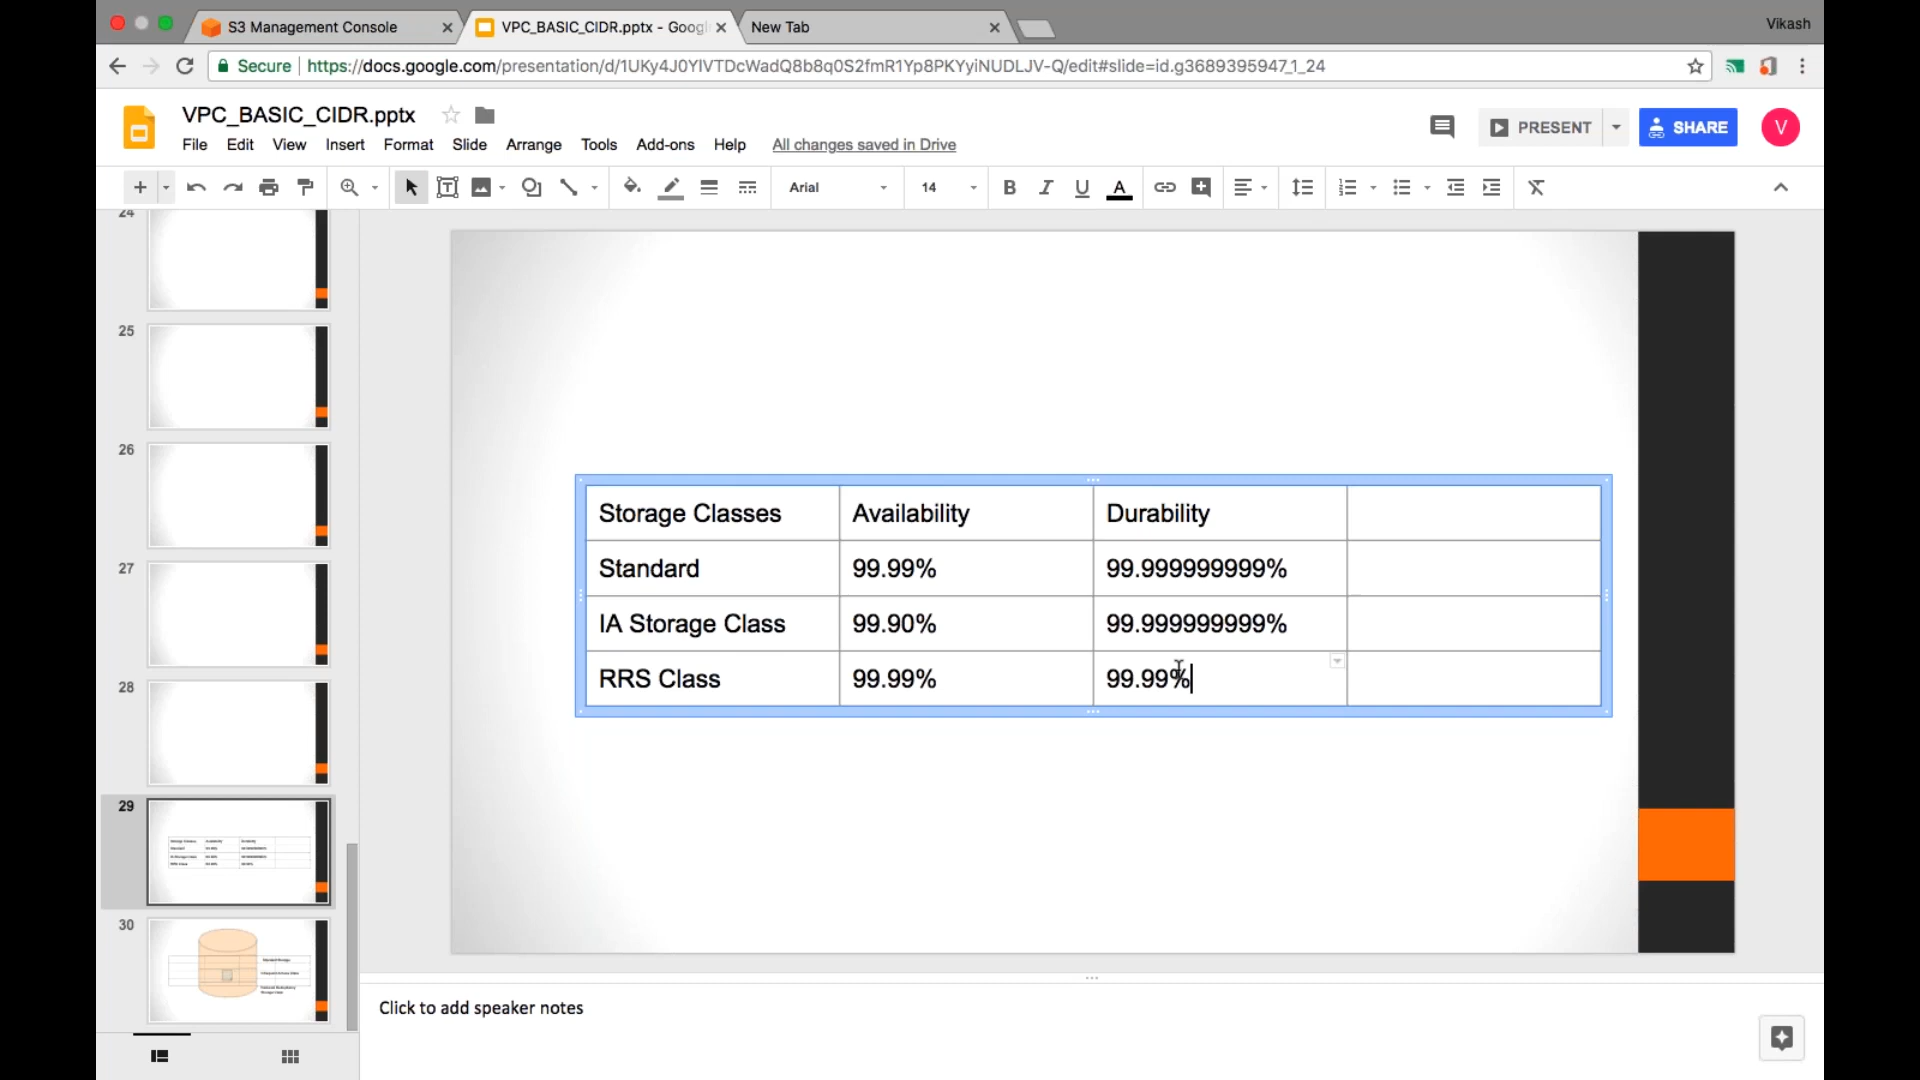 S3 Management Console
VPC_BASIC_CIDR.pptx - Googl
New Tab
Vikash
Secure
https://docs.google.com/presentation/d/1UKy4J0YlVTDcWadQ8b8q0S2fmR1Yp8PKYyiNUDLJV-Q/edit#slide=id.g3689395947_1_24
VPC_BASIC_CIDR.pptx
PRESENT
SHARE
V
File Edit View Insert Format Slide Arrange Tools Add-ons Help All changes saved in Drive
Arial 14 B I U A
24
25
26
27
28
29
30
Storage Classes Availability Durability
Standard 99.99% 99.999999999%
IA Storage Class 99.90% 99.999999999%
RRS Class 99.99% 99.99%
Click to add speaker notes